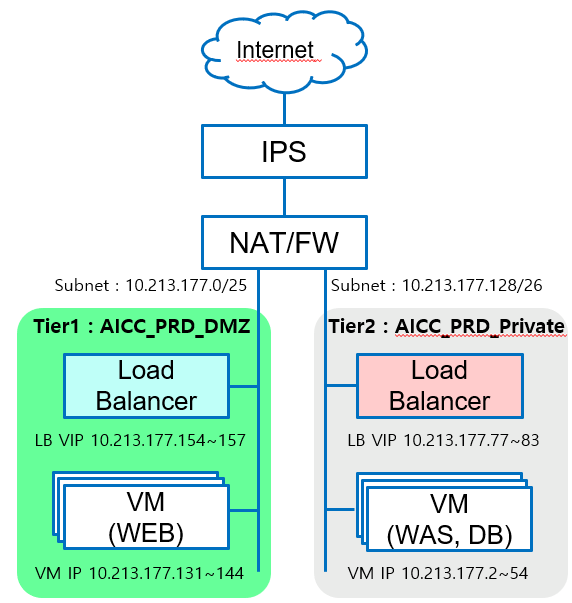 Internet
IPS
NAT/FW
Subnet : 10.213.177.0/25
Subnet : 10.213.177.128/26
Tier1 : AICC_PRD_DMZ
Tier2 : AICC_PRD_Private
Load
Balancer
Load
Balancer
LB VIP 10.213.177.154~157
LB VIP 10.213.177.77~83
VM
(WEB)
VM
(WAS, DB)
VM IP 10.213.177.131~144
VM IP 10.213.177.2~54